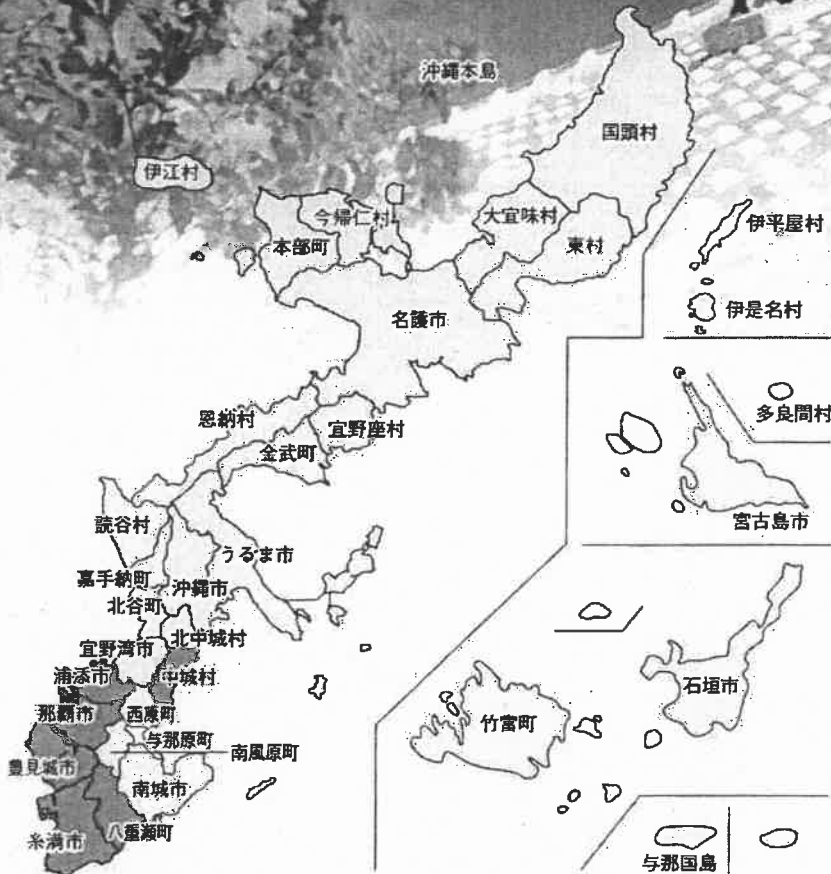 沖縄本島
国頭村
伊江村
今帰仁村
大宜味村
伊平屋村
本部町
東村
伊是名村
名護市
多良間村
恩納村
宜野座村
金武町
宮古島市
読谷村
うるま市
嘉手納町
沖縄市
北谷町
北中城村
宜野湾市
中城村
浦添市
石垣市
那覇市
西原町
竹富町
与那原町
南風原町
豊見城市
南城市
八重瀬町
糸満市
与那国島